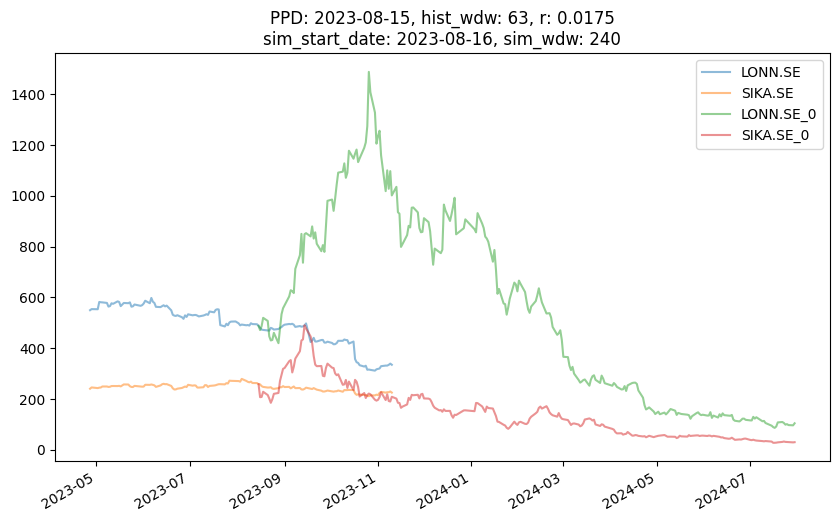 PPD: 2023-08-15, hist_wdw: 63, r: 0.0175
sim_start_date: 2023-08-16, sim_wdw: 240
LONN.SE
SIKA.SE
LONN.SE_0
SIKA.SE_0
1400
1200
1000
800
600
400
200
0
2023-05
2023-07
2023-09
2023-11
2024-01
2024-03
2024-05
2024-07